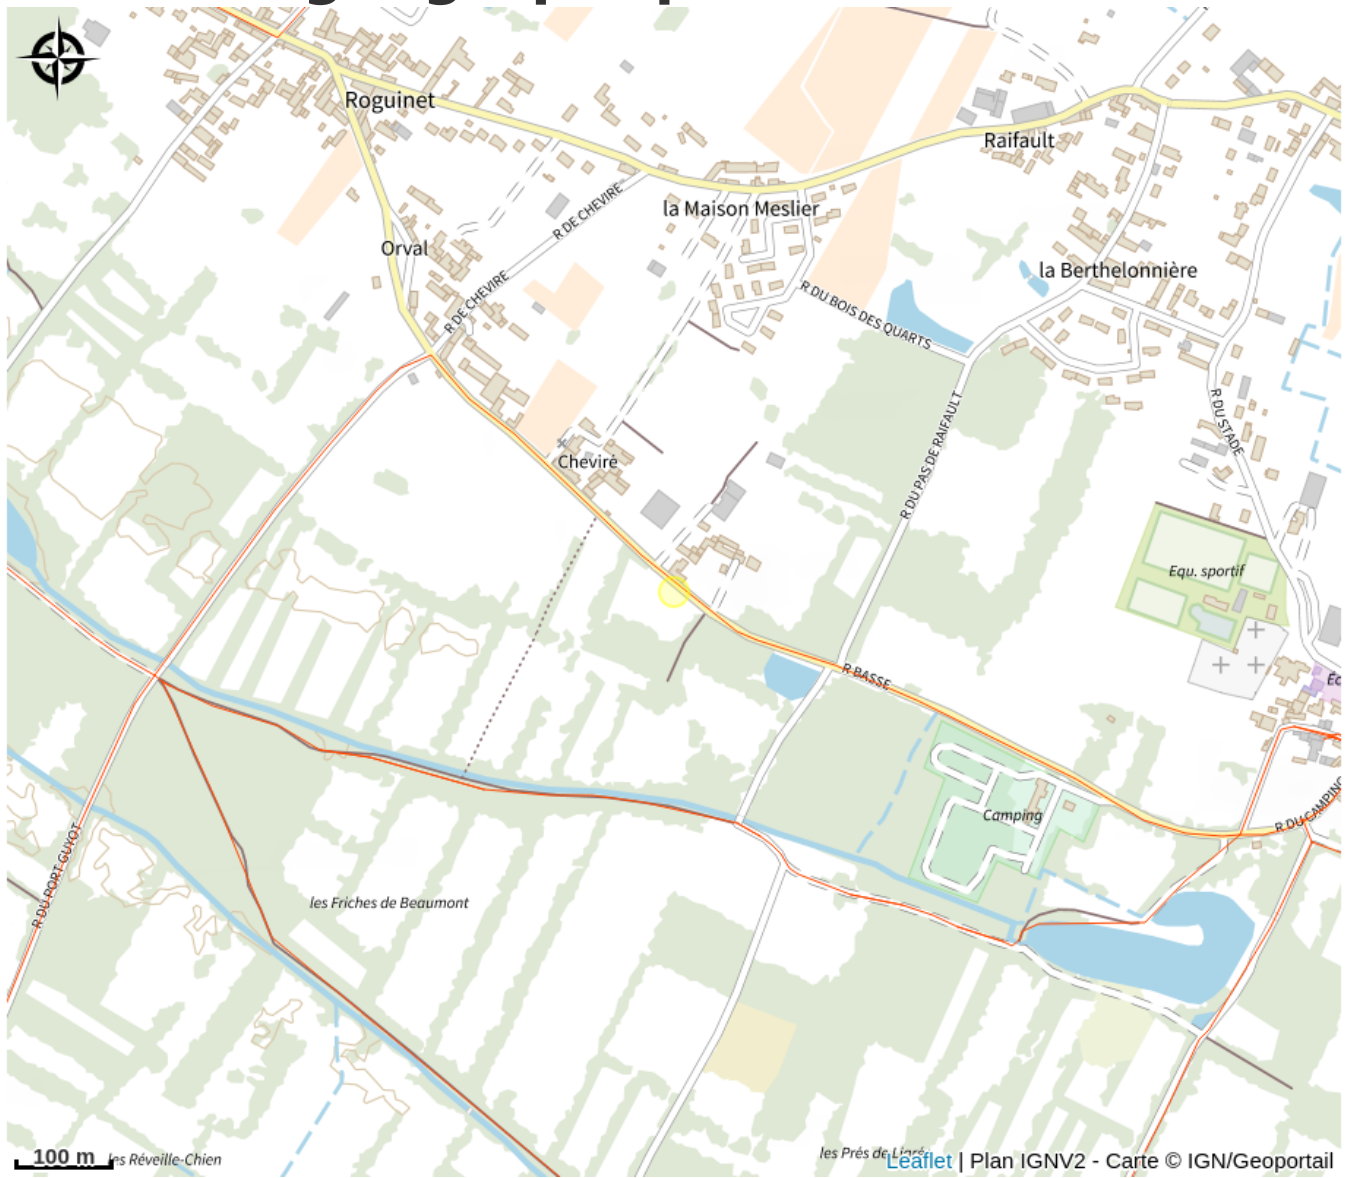 Roguinet
Raifault
R DE CHEVIRE
la Maison Meslier
Orval
la Berthelonnière
R DE CHEVIRE
R DU BOIS DES QUARTS
R DU PAS DE RAIFAULT
R DU STADE
Cheviré
Equ. sportif
R BASSE
Éc
Camping
R DU CAMPING
R DU PORT GUYOT
les Friches de Beaumont
100 m
les Réveille-Chien
les Prés de Ligré
Leaflet | Plan IGNV2 - Carte © IGN/Geoportail